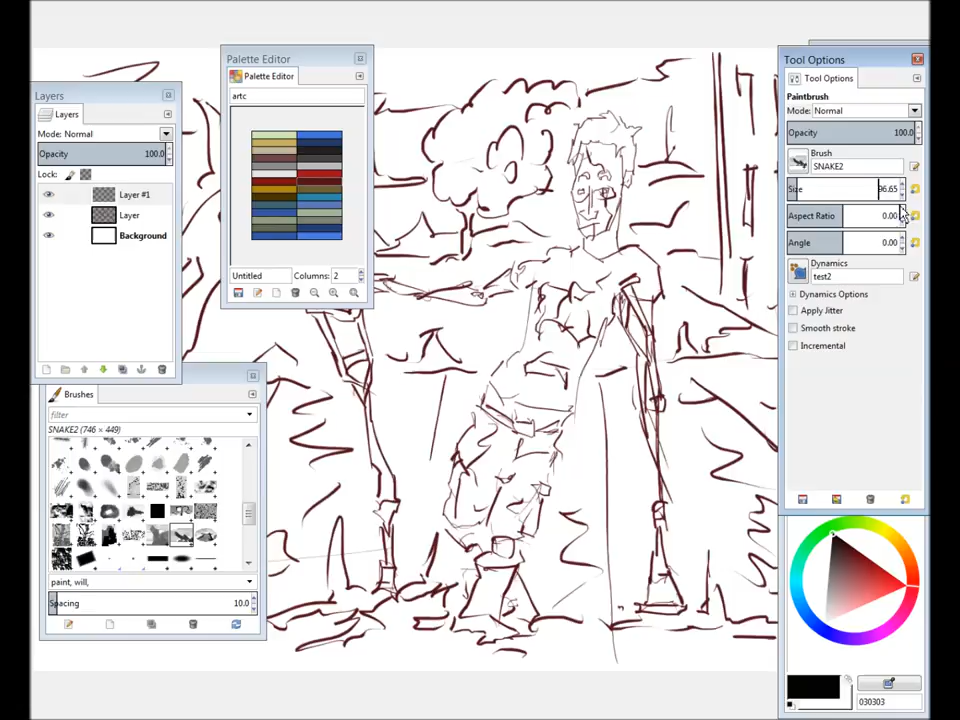 Layers
Layers
Mode: Normal
Opacity 100.0
Lock:
Layer #1
Layer
Background
Palette Editor
Palette Editor
artc
Untitled Columns: 2
Brushes
filter
SNAKE2 (746 × 449)
paint, will,
Spacing 10.0
Tool Options
Tool Options
Paintbrush
Mode: Normal
Opacity 100.0
Brush
SNAKE2
Size 86.65
Aspect Ratio 0.00
Angle 0.00
Dynamics
test2
Dynamics Options
Apply Jitter
Smooth stroke
Incremental
030303